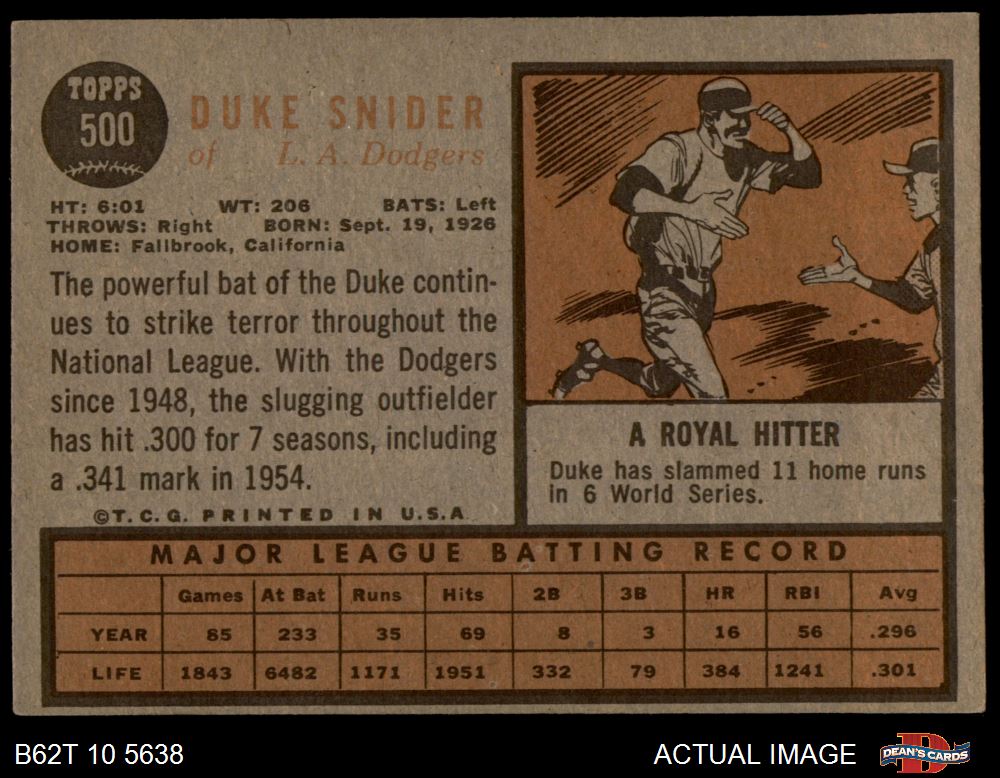 TOPPS
500
DUKE SNIDER
of L. A. Dodgers
HT: 6:01 WT: 206 BATS: Left
THROWS: Right BORN: Sept. 19, 1926
HOME: Fallbrook, California
The powerful bat of the Duke contin-
ues to strike terror throughout the
National League. With the Dodgers
since 1948, the slugging outfielder
has hit .300 for 7 seasons, including
a .341 mark in 1954.
©T.C.G. PRINTED IN U.S.A
A ROYAL HITTER
Duke has slammed 11 home runs
in 6 World Series.
MAJOR LEAGUE BATTING RECORD
Games At Bat Runs Hits 2B 3B HR RBI Avg
YEAR 85 233 35 69 8 3 16 56 .296
LIFE 1843 6482 1171 1951 332 79 384 1241 .301
B62T 10 5638 ACTUAL IMAGE DEAN'S CARDS